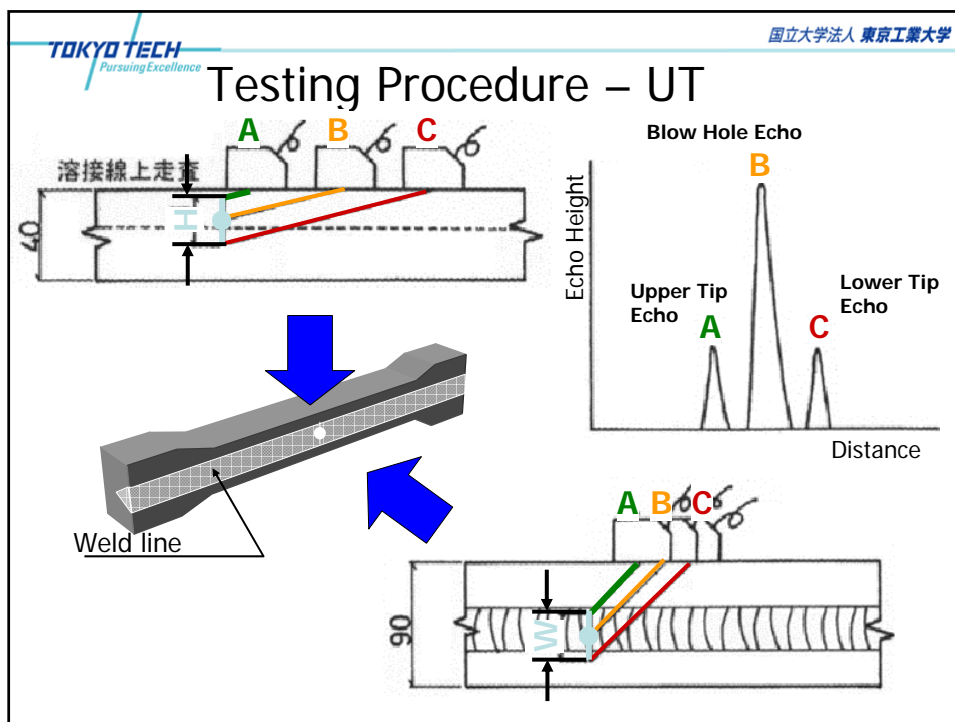 TOKYO TECH
Pursuing Excellence
国立大学法人 東京工業大学
Testing Procedure – UT
A B C
溶接線上走査
H
40
Blow Hole Echo
B
Echo Height
Upper Tip
Echo
A
Lower Tip
Echo
C
Distance
Weld line
A B C
W
90